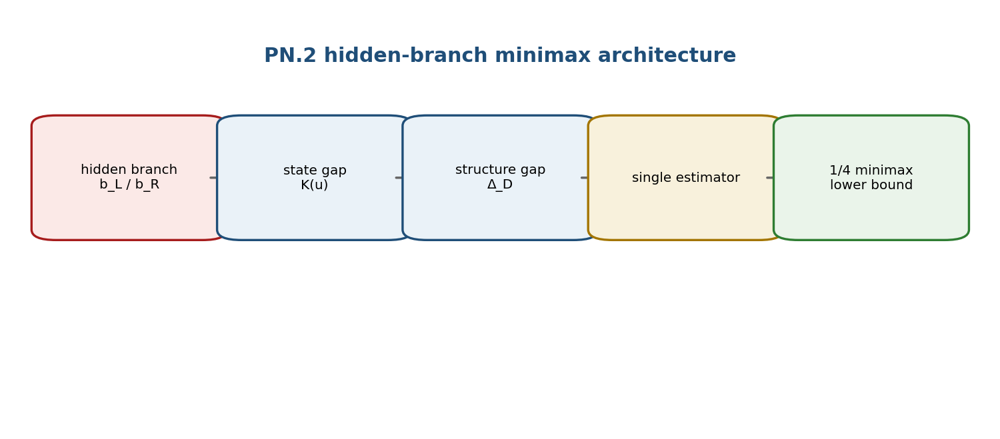 PN.2 hidden-branch minimax architecture
hidden branch
b_L / b_R
state gap
K(u)
structure gap
Δ_D
single estimator
1/4 minimax
lower bound